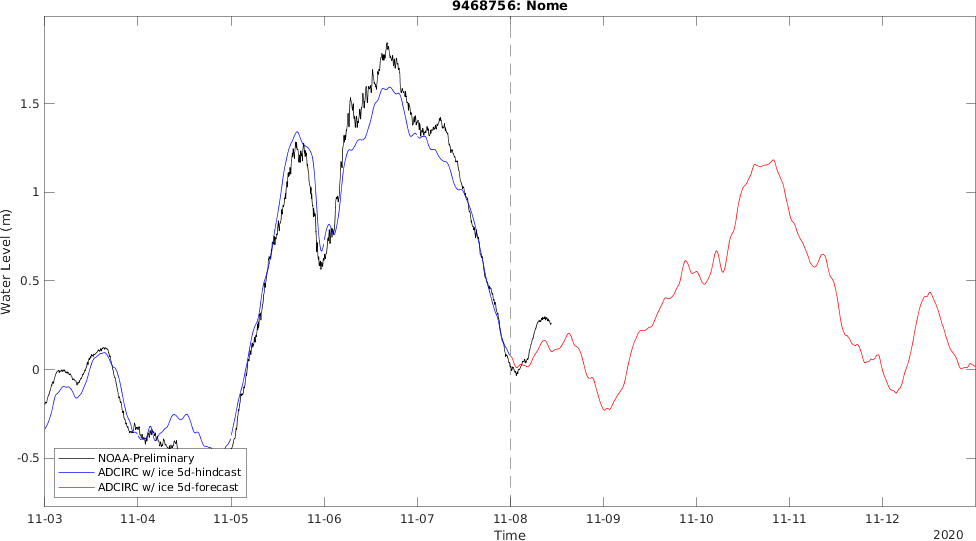 9468756: Nome
Water Level (m)
1.5
1
0.5
0
-0.5
NOAA-Preliminary
ADCIRC w/ ice 5d-hindcast
ADCIRC w/ ice 5d-forecast
11-03 11-04 11-05 11-06 11-07 11-08 11-09 11-10 11-11 11-12
Time
2020